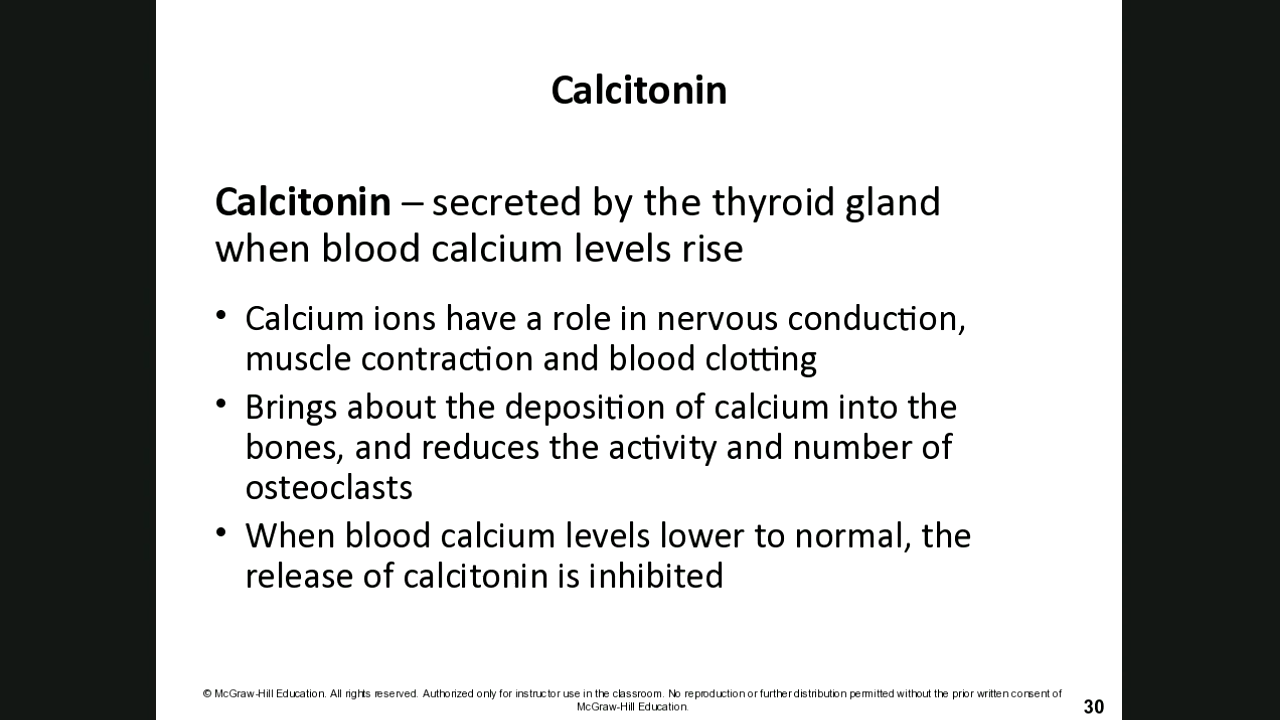 Calcitonin
Calcitonin – secreted by the thyroid gland
when blood calcium levels rise
• Calcium ions have a role in nervous conduction,
muscle contraction and blood clotting
• Brings about the deposition of calcium into the
bones, and reduces the activity and number of
osteoclasts
• When blood calcium levels lower to normal, the
release of calcitonin is inhibited
© McGraw-Hill Education. All rights reserved. Authorized only for instructor use in the classroom. No reproduction or further distribution permitted without the prior written consent of
McGraw-Hill Education.
30